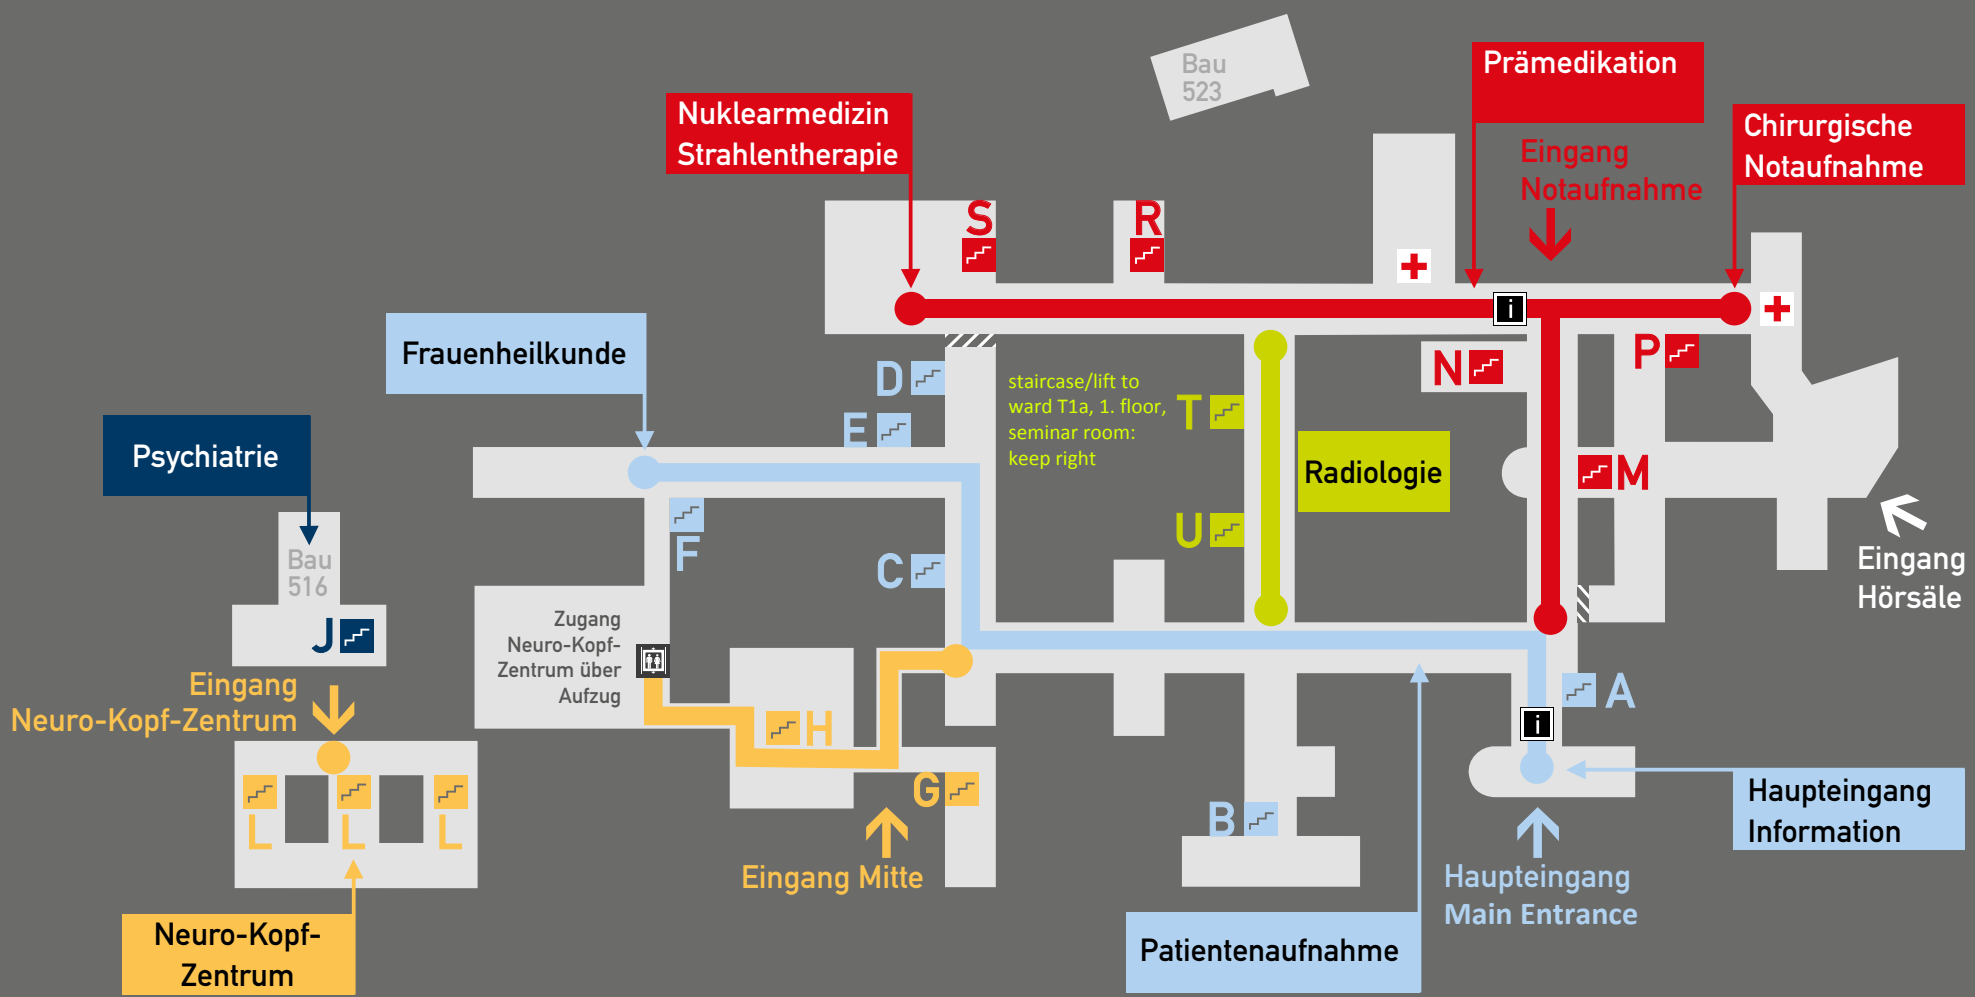 Bau
523
Prämedikation
Nuklearmedizin
Strahlentherapie
Chirurgische
Notaufnahme
Eingang
Notaufnahme
S
R
i
Frauenheilkunde
D
staircase/lift to
ward T1a, 1. floor,
seminar room:
keep right
N
P
E
T
Psychiatrie
Radiologie
M
F
U
C
Bau
516
Eingang
Hörsäle
J
Zugang
Neuro-Kopf-
Zentrum über
Aufzug
Eingang
Neuro-Kopf-Zentrum
A
H
i
G
B
L
L
L
Haupteingang
Information
Eingang Mitte
Haupteingang
Main Entrance
Neuro-Kopf-
Zentrum
Patientenaufnahme